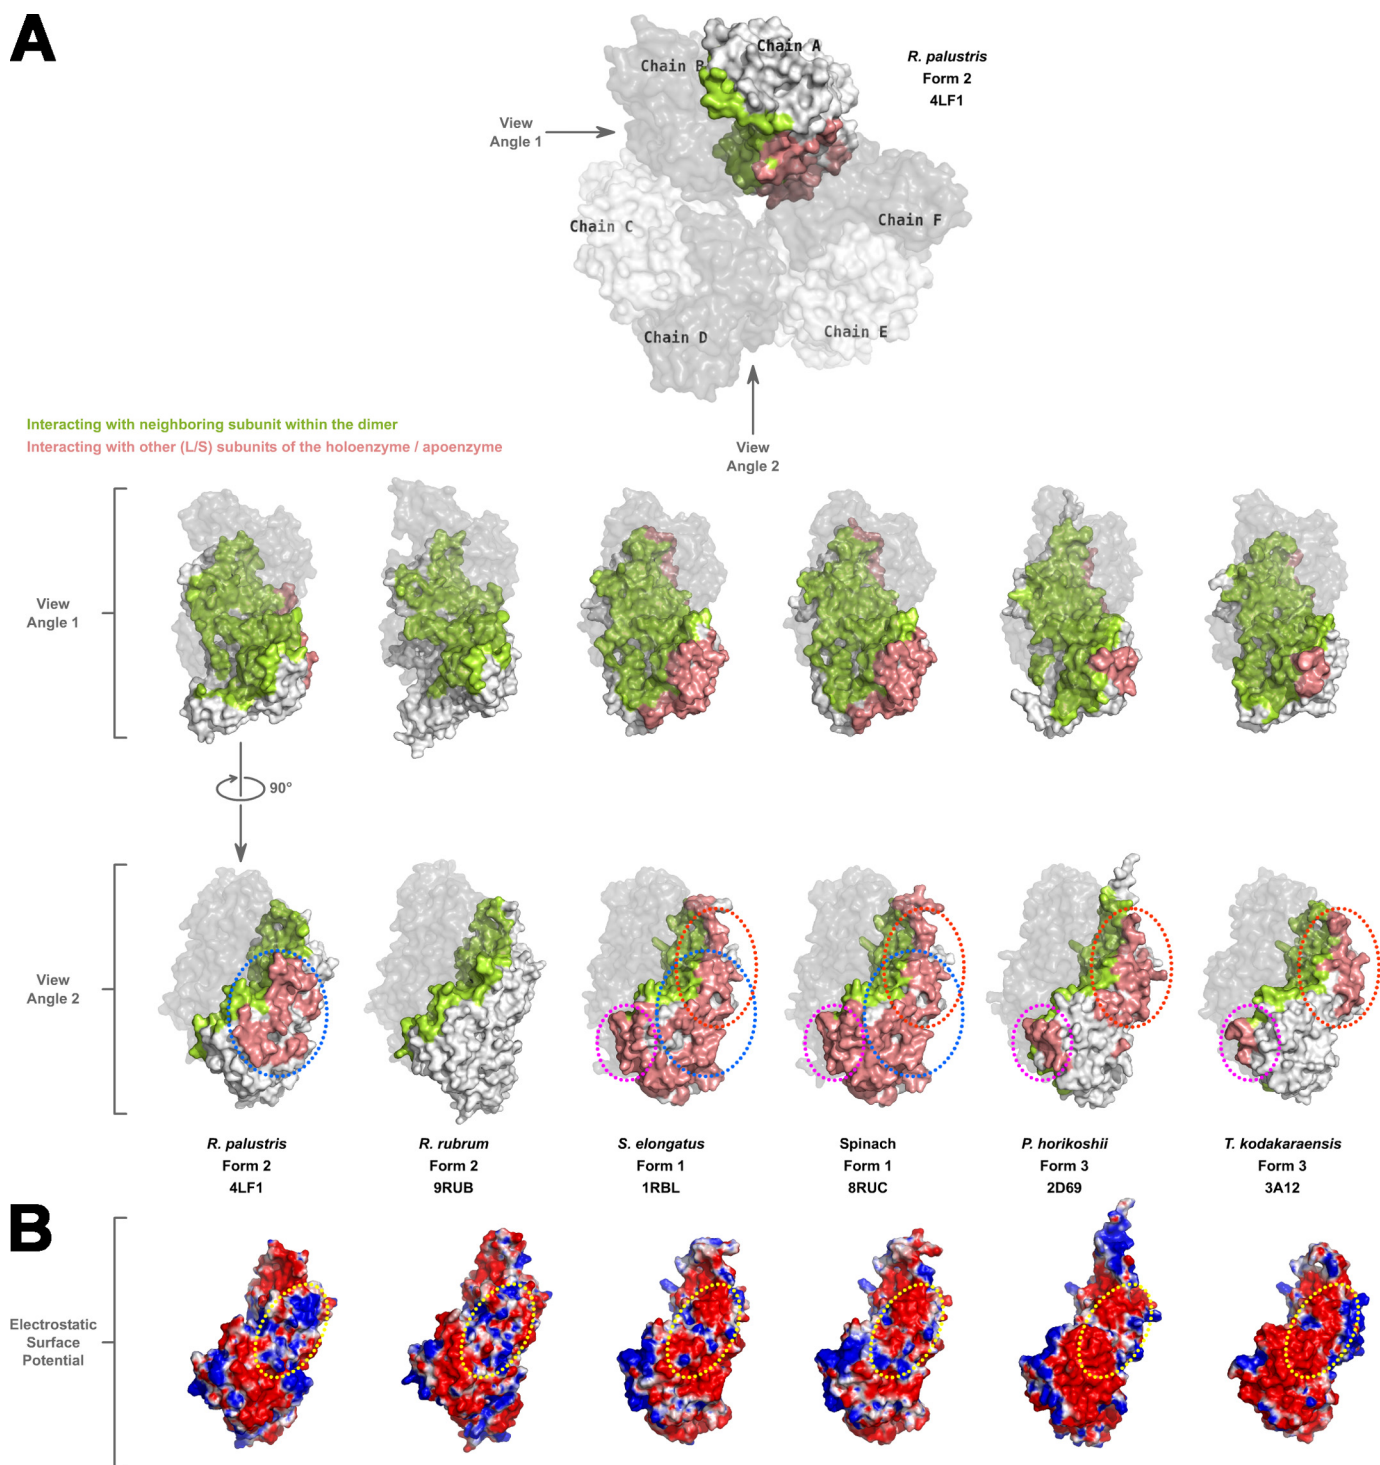 A
Chain A
Chain B
R. palustris
Form 2
4LF1
View
Angle 1
Chain C
Chain F
Chain D
Chain E
View
Angle 2
Interacting with neighboring subunit within the dimer
Interacting with other (L/S) subunits of the holoenzyme / apoenzyme
View
Angle 1
90°
View
Angle 2
R. palustris
Form 2
4LF1
R. rubrum
Form 2
9RUB
S. elongatus
Form 1
1RBL
Spinach
Form 1
8RUC
P. horikoshii
Form 3
2D69
T. kodakaraensis
Form 3
3A12
B
Electrostatic
Surface
Potential